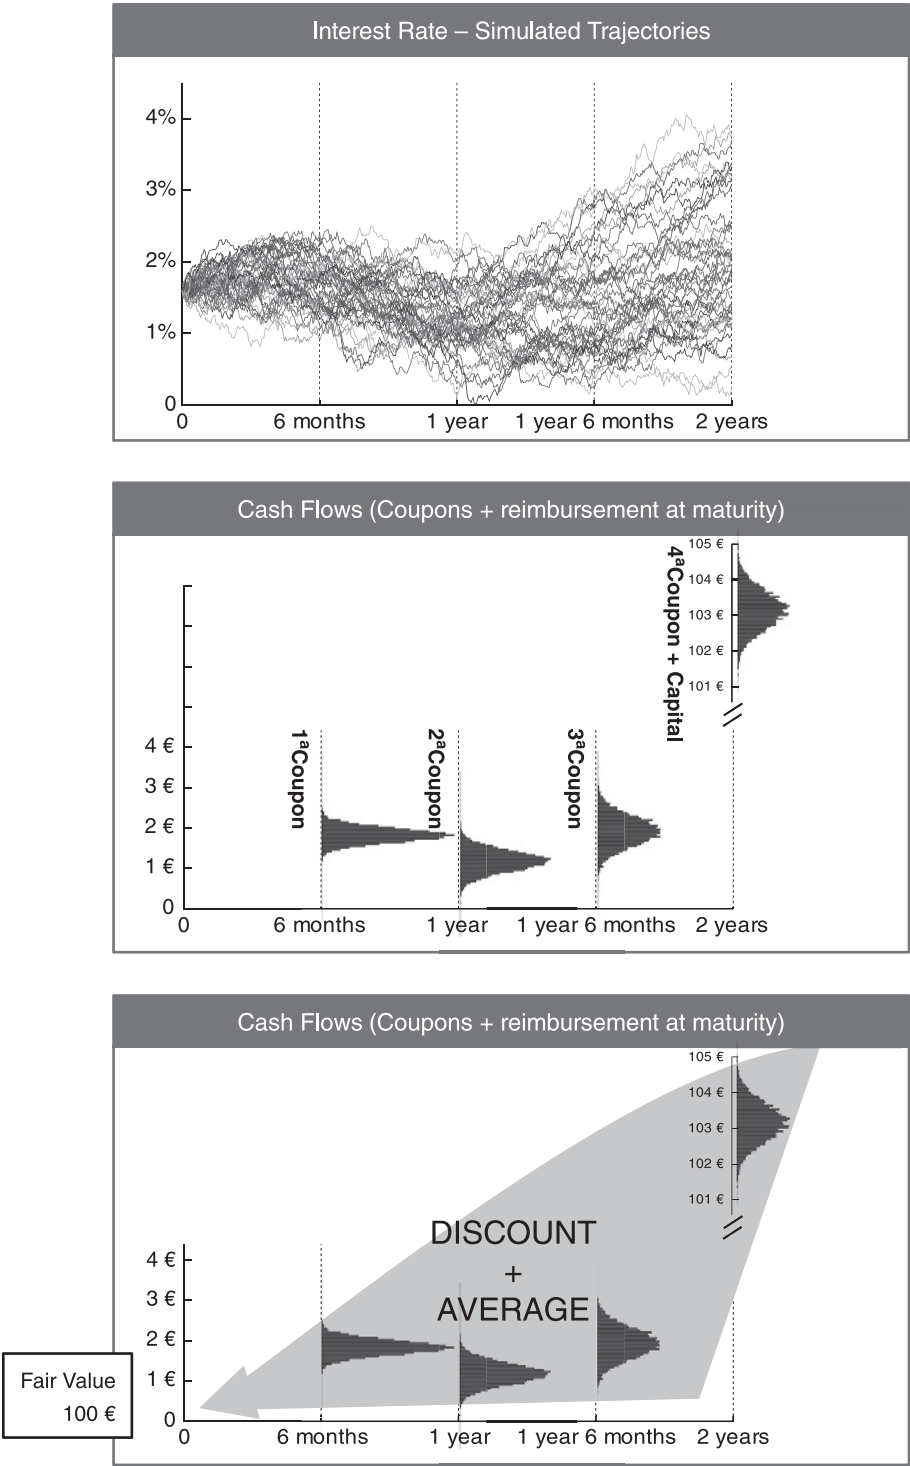 Interest Rate – Simulated Trajectories
4%
3%
2%
1%
0
0 6 months 1 year 1 year 6 months 2 years
Cash Flows (Coupons + reimbursement at maturity)
105 €
104 €
103 €
102 €
101 €
4ªCoupon + Capital
1ªCoupon
2ªCoupon
3ªCoupon
4 €
3 €
2 €
1 €
0
0 6 months 1 year 1 year 6 months 2 years
Cash Flows (Coupons + reimbursement at maturity)
105 €
104 €
103 €
102 €
101 €
DISCOUNT
+
AVERAGE
4 €
3 €
2 €
1 €
0
Fair Value
100 €
0 6 months 1 year 1 year 6 months 2 years